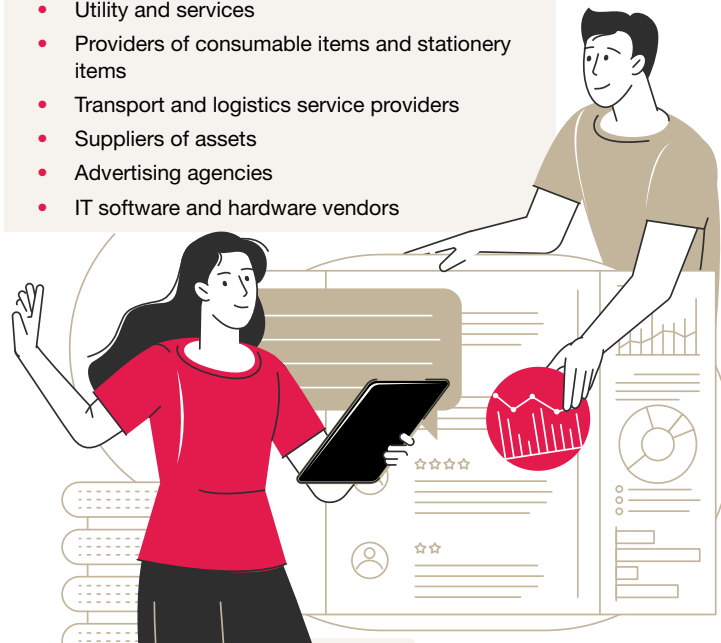 Utility and services
Providers of consumable items and stationery
items
Transport and logistics service providers
Suppliers of assets
Advertising agencies
IT software and hardware vendors